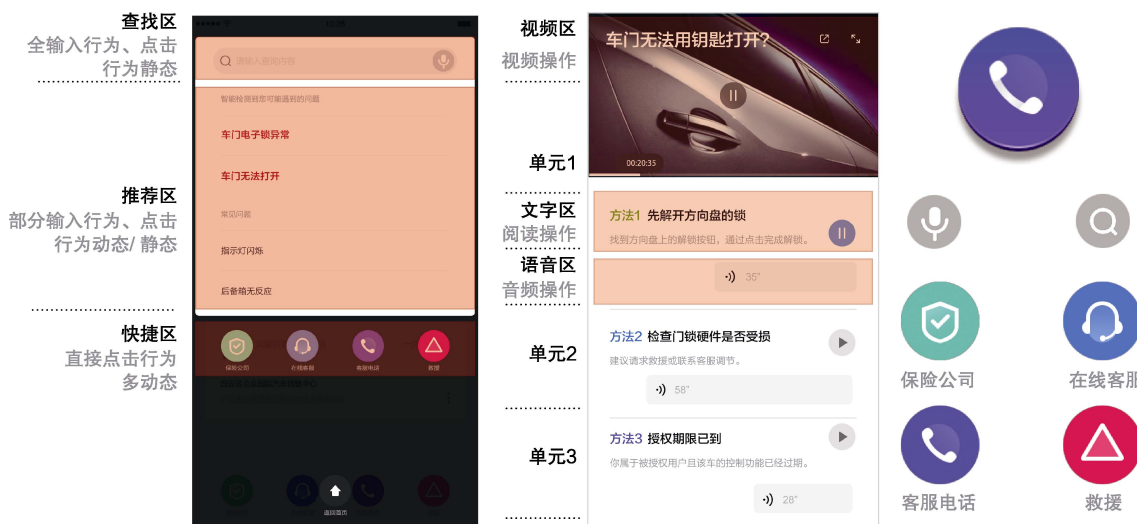 查找区
全输入行为、点击
行为静态
推荐区
部分输入行为、点击
行为动态/ 静态
快捷区
直接点击行为
多动态
请输入查询内容
智能检测到您可能遇到的问题
车门电子锁异常
车门无法打开
常见问题
指示灯闪烁
后备箱无反应
保险公司
在线客服
客服电话
救援
返回首页
视频区
视频操作
单元1
文字区
阅读操作
语音区
音频操作
单元2
单元3
车门无法用钥匙打开?
00:20:35
方法1 先解开方向盘的锁
找到方向盘上的解锁按钮，通过点击完成解锁。
35"
方法2 检查门锁硬件是否受损
建议请求救援或联系客服调节。
58"
方法3 授权期限已到
你属于被授权用户且该车的控制功能已经过期。
28"
保险公司
在线客服
客服电话
救援